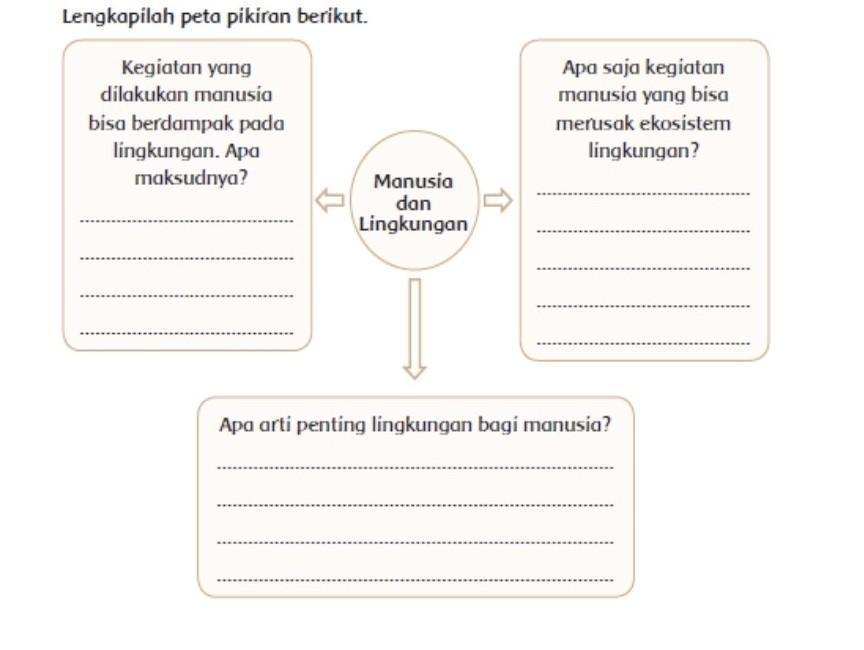 Lengkapilah peta pikiran berikut.
Kegiatan yang
dilakukan manusia
bisa berdampak pada
lingkungan. Apa
maksudnya?
Manusia
dan
Lingkungan
Apa saja kegiatan
manusia yang bisa
merusak ekosistem
lingkungan?
Apa arti penting lingkungan bagi manusia?